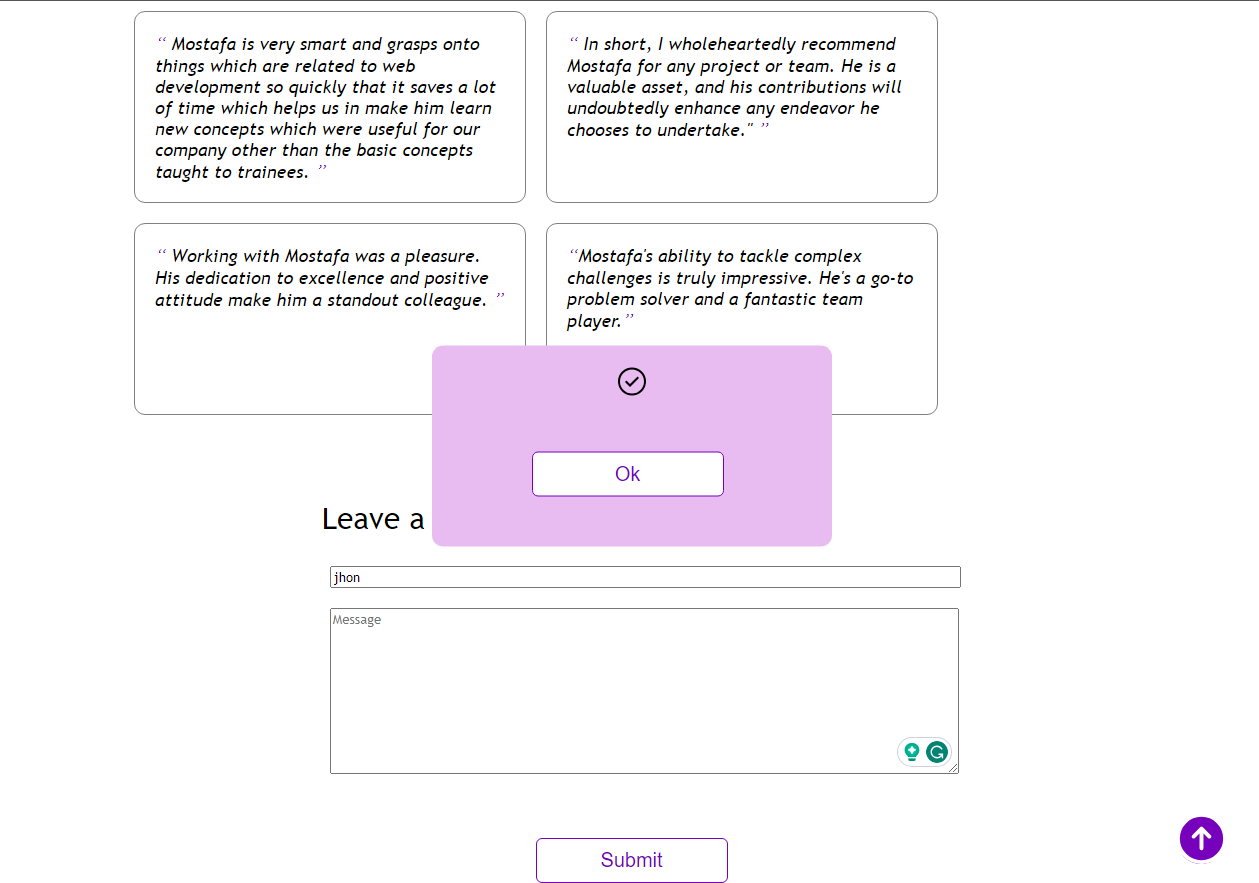 “ Mostafa is very smart and grasps onto
things which are related to web
development so quickly that it saves a lot
of time which helps us in make him learn
new concepts which were useful for our
company other than the basic concepts
taught to trainees. ”
“ In short, I wholeheartedly recommend
Mostafa for any project or team. He is a
valuable asset, and his contributions will
undoubtedly enhance any endeavor he
chooses to undertake." ”
“ Working with Mostafa was a pleasure.
His dedication to excellence and positive
attitude make him a standout colleague. ”
“Mostafa's ability to tackle complex
challenges is truly impressive. He's a go-to
problem solver and a fantastic team
player.”
Ok
Leave a
jhon
Message
Submit